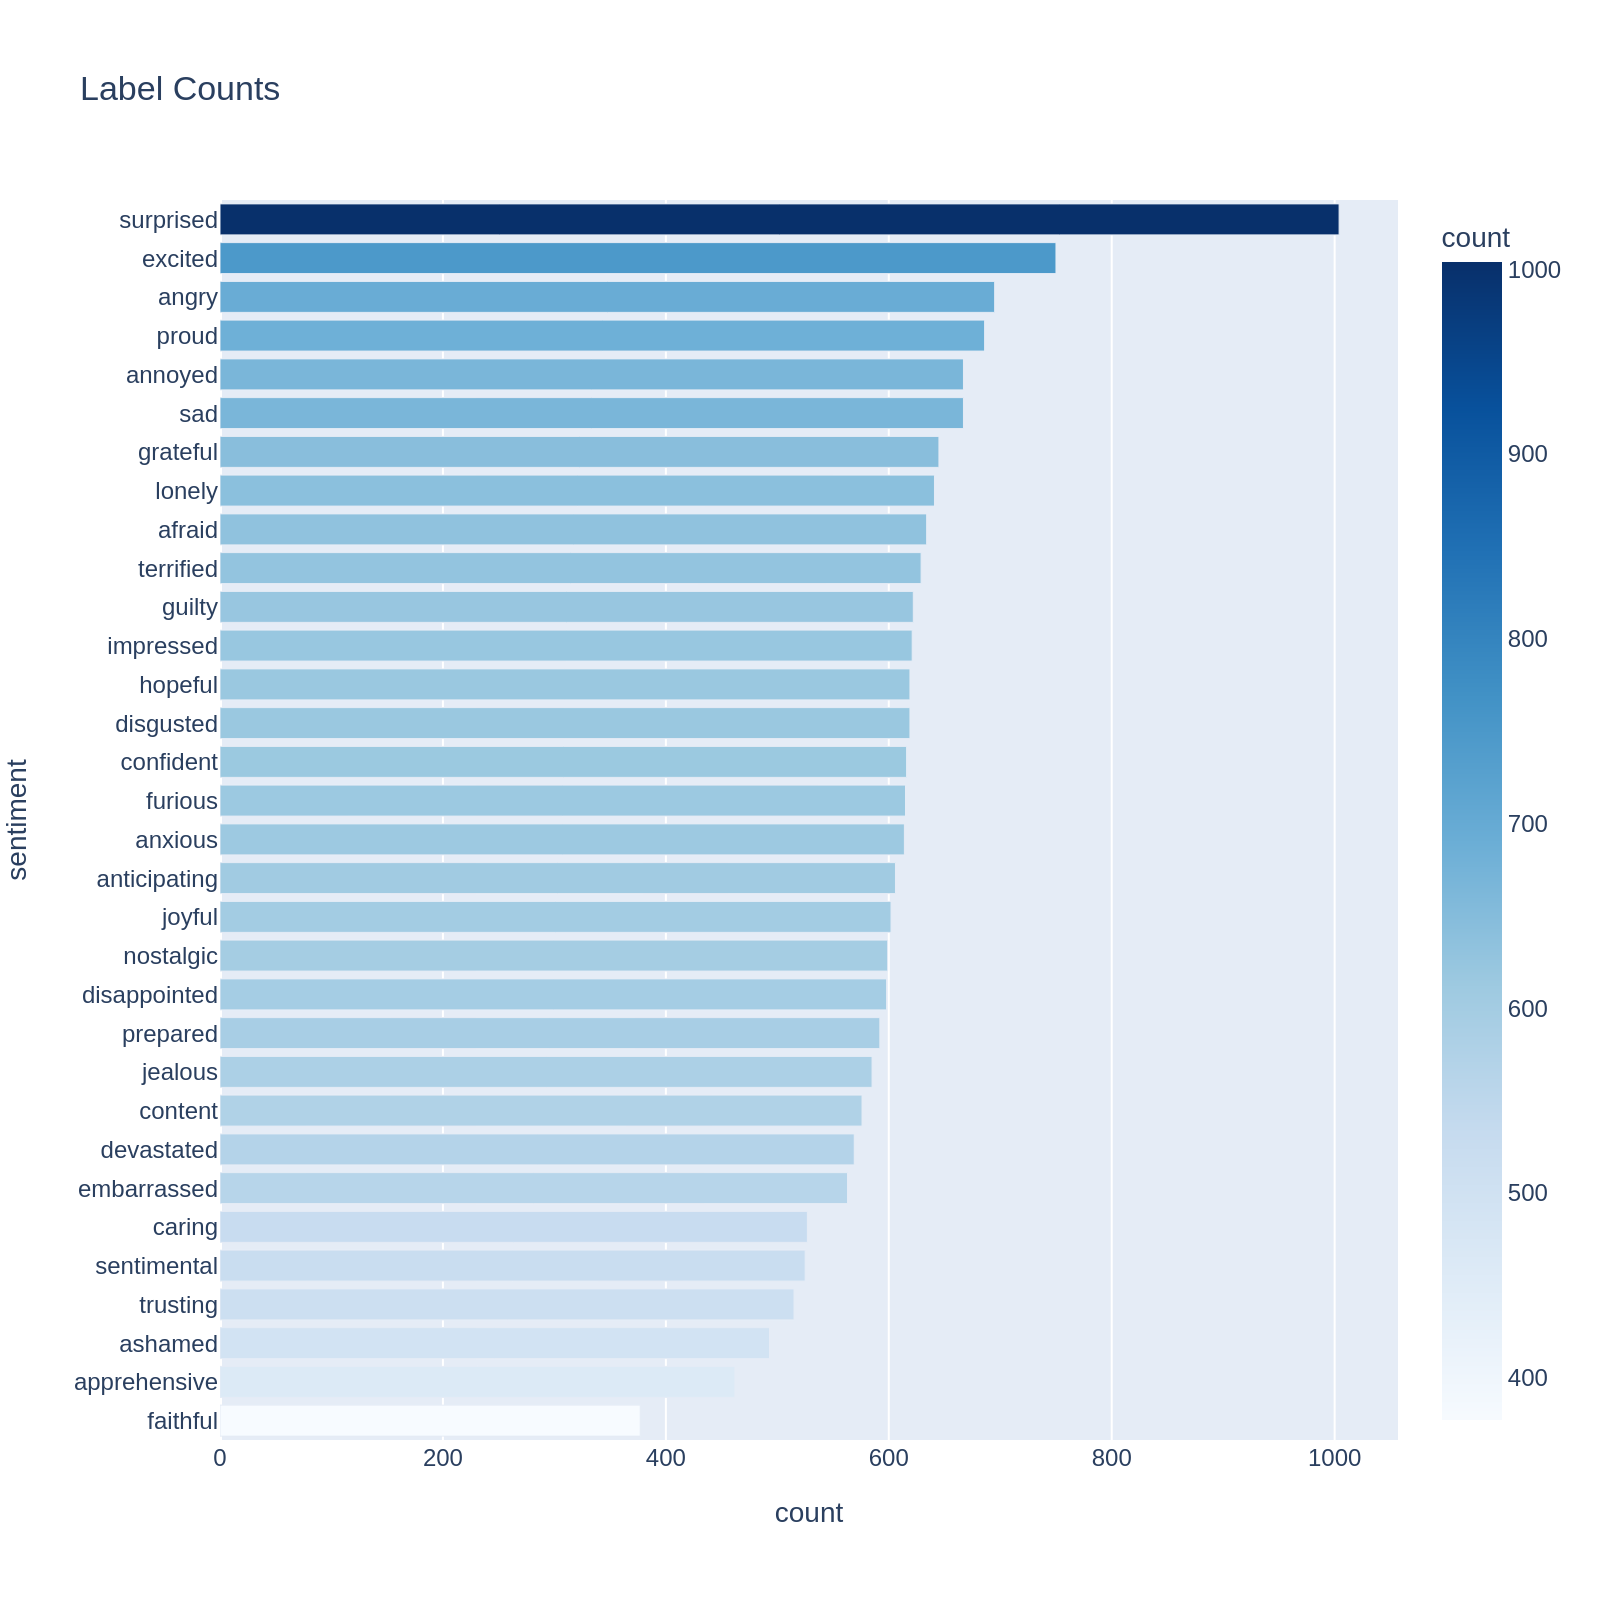 Label Counts
surprised
excited
angry
proud
annoyed
sad
grateful
lonely
afraid
terrified
guilty
impressed
hopeful
disgusted
confident
furious
anxious
anticipating
joyful
nostalgic
disappointed
prepared
jealous
content
devastated
embarrassed
caring
sentimental
trusting
ashamed
apprehensive
faithful
sentiment
0 200 400 600 800 1000
count
count
1000
900
800
700
600
500
400